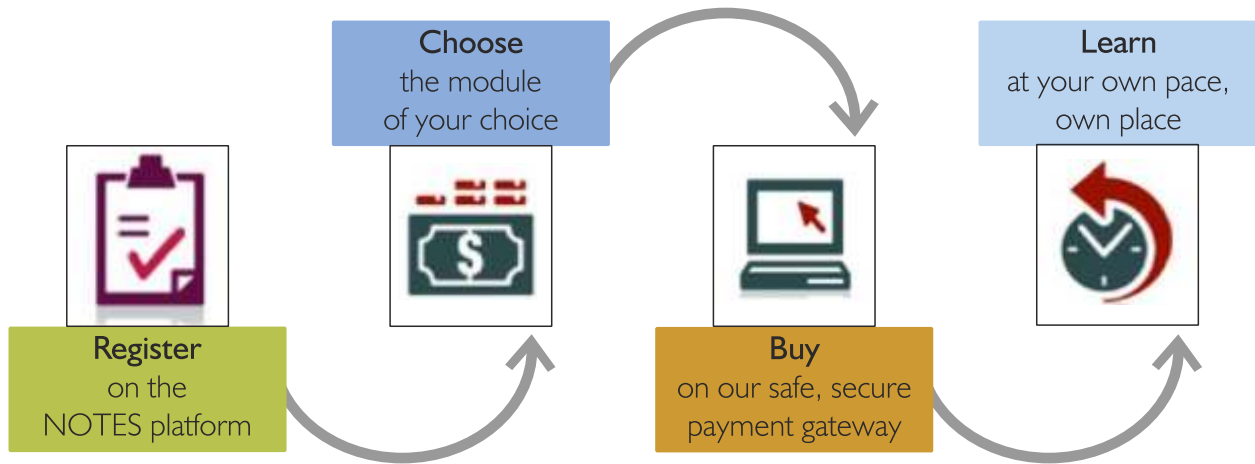 Register
on the
NOTES platform
Choose
the module
of your choice
$
Buy
on our safe, secure
payment gateway
Learn
at your own pace,
own place